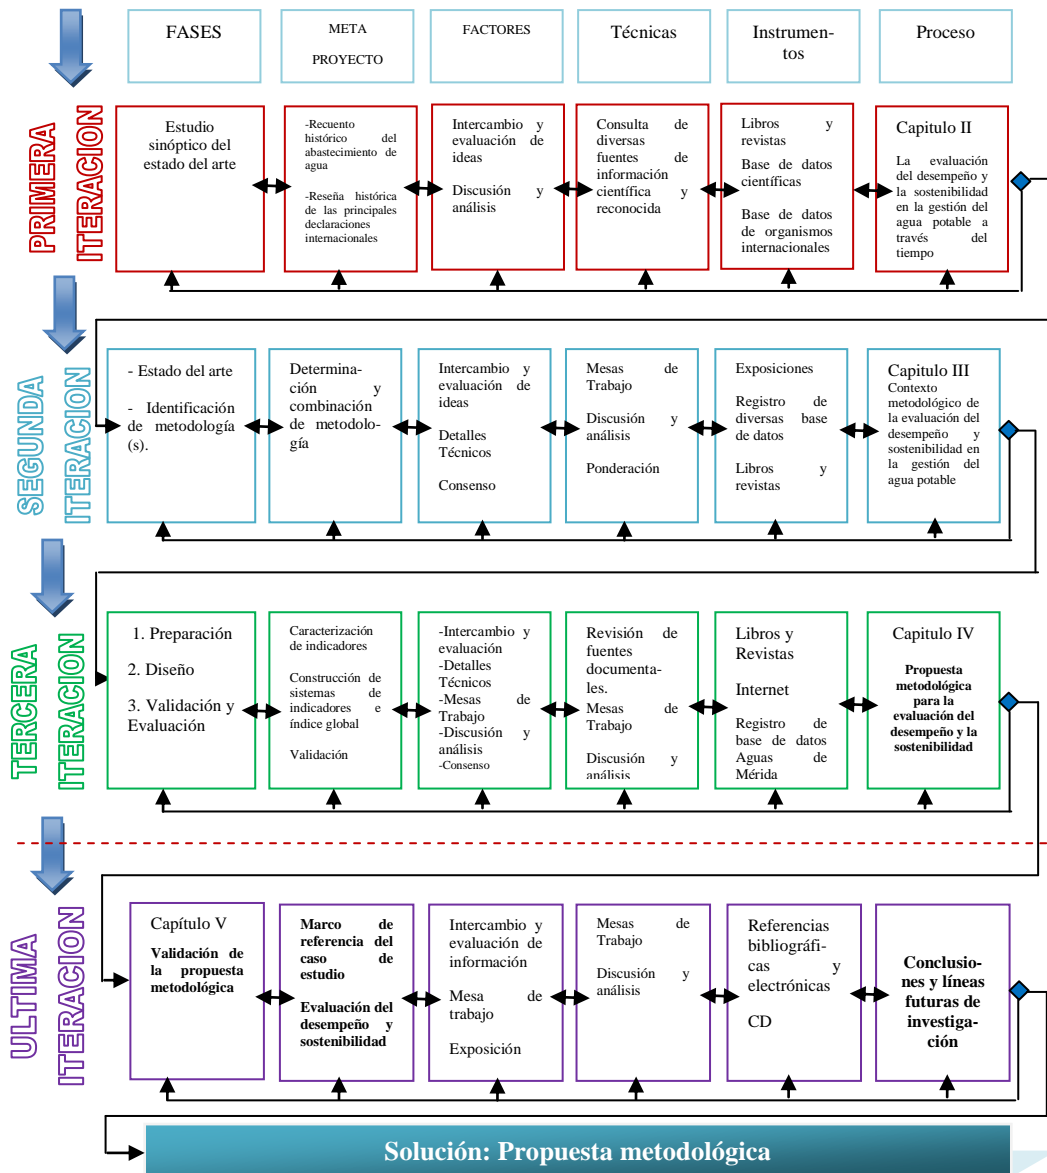 FASES
META
PROYECTO
FACTORES
Técnicas
Instrumen-
tos
Proceso
PRIMERA
ITERACION
Estudio
sinóptico del
estado del arte
-Recuento
histórico del
abastecimiento de
agua
-Reseña histórica
de las principales
declaraciones
internacionales
Intercambio y
evaluación de
ideas
Discusión y
análisis
Consulta de
diversas
fuentes de
información
científica y
reconocida
Libros y
revistas
Base de datos
científicas
Base de datos
de organismos
internacionales
Capitulo II
La evaluación
del desempeño y
la sostenibilidad
en la gestión del
agua potable a
través del
tiempo
SEGUNDA
ITERACION
- Estado del arte
- Identificación
de metodología
(s).
Determina-
ción y
combinación
de metodolo-
gía
Intercambio y
evaluación de
ideas
Detalles
Técnicos
Consenso
Mesas de
Trabajo
Discusión y
análisis
Ponderación
Exposiciones
Registro de
diversas base
de datos
Libros y
revistas
Capitulo III
Contexto
metodológico de
la evaluación del
desempeño y
sostenibilidad en
la gestión del
agua potable
TERCERA
ITERACION
1. Preparación
2. Diseño
3. Validación y
Evaluación
Caracterización
de indicadores
Construcción de
sistemas de
indicadores e
índice global
Validación
-Intercambio y
evaluación
-Detalles
Técnicos
-Mesas de
Trabajo
-Discusión y
análisis
-Consenso
Revisión de
fuentes
documenta-
les.
Mesas de
Trabajo
Discusión y
análisis
Libros y
Revistas
Internet
Registro de
base de datos
Aguas de
Mérida
Capitulo IV
Propuesta
metodológica
para la
evaluación del
desempeño y la
sostenibilidad
ULTIMA
ITERACION
Capítulo V
Validación de
la propuesta
metodológica
Marco de
referencia del
caso de
estudio
Evaluación del
desempeño y
sostenibilidad
Intercambio y
evaluación de
información
Mesa de
trabajo
Exposición
Mesas de
Trabajo
Discusión y
análisis
Referencias
bibliográfi-
cas y
electrónicas
CD
Conclusio-
nes y líneas
futuras de
investiga-
ción
Solución: Propuesta metodológica